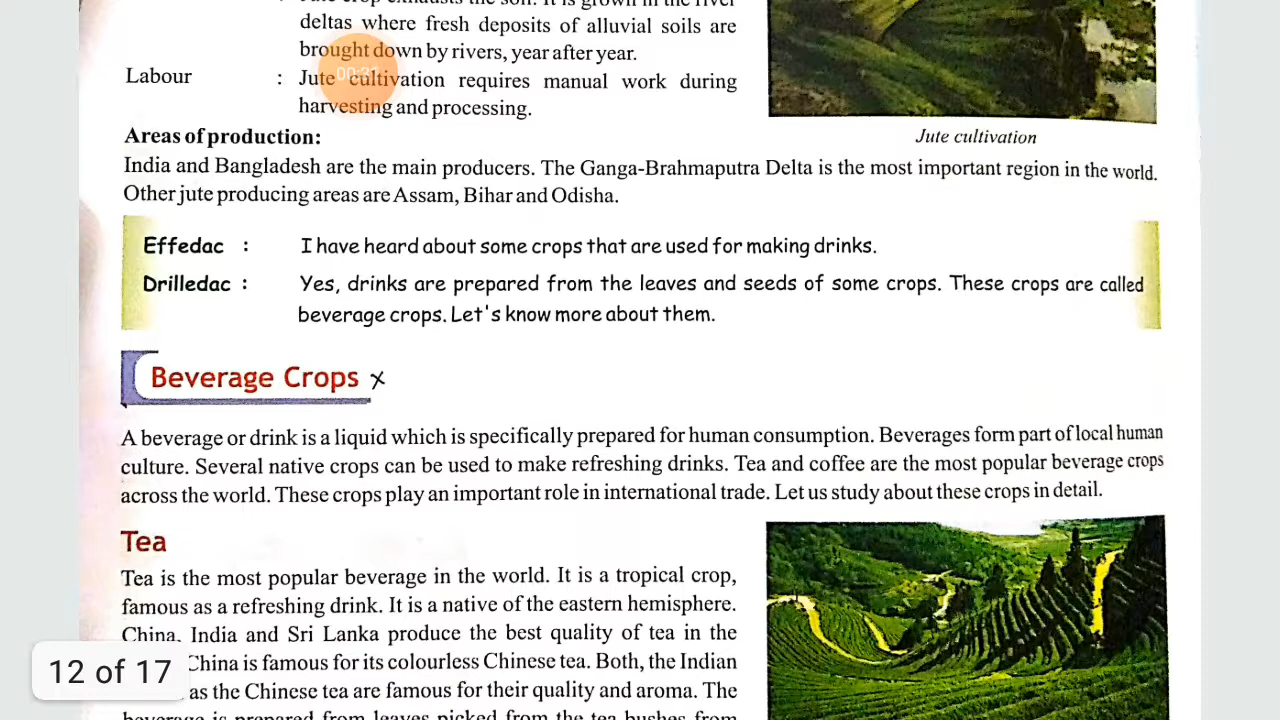 deltas where fresh deposits of alluvial soils are
brought down by rivers, year after year.
Labour : Jute cultivation requires manual work during
harvesting and processing.
Jute cultivation
Areas of production:
India and Bangladesh are the main producers. The Ganga-Brahmaputra Delta is the most important region in the world.
Other jute producing areas are Assam, Bihar and Odisha.
Effedac : I have heard about some crops that are used for making drinks.
Drilledac : Yes, drinks are prepared from the leaves and seeds of some crops. These crops are called
beverage crops. Let's know more about them.
Beverage Crops x
A beverage or drink is a liquid which is specifically prepared for human consumption. Beverages form part of local human
culture. Several native crops can be used to make refreshing drinks. Tea and coffee are the most popular beverage crops
across the world. These crops play an important role in international trade. Let us study about these crops in detail.
Tea
Tea is the most popular beverage in the world. It is a tropical crop,
famous as a refreshing drink. It is a native of the eastern hemisphere.
China, India and Sri Lanka produce the best quality of tea in the
China is famous for its colourless Chinese tea. Both, the Indian
as the Chinese tea are famous for their quality and aroma. The
12 of 17